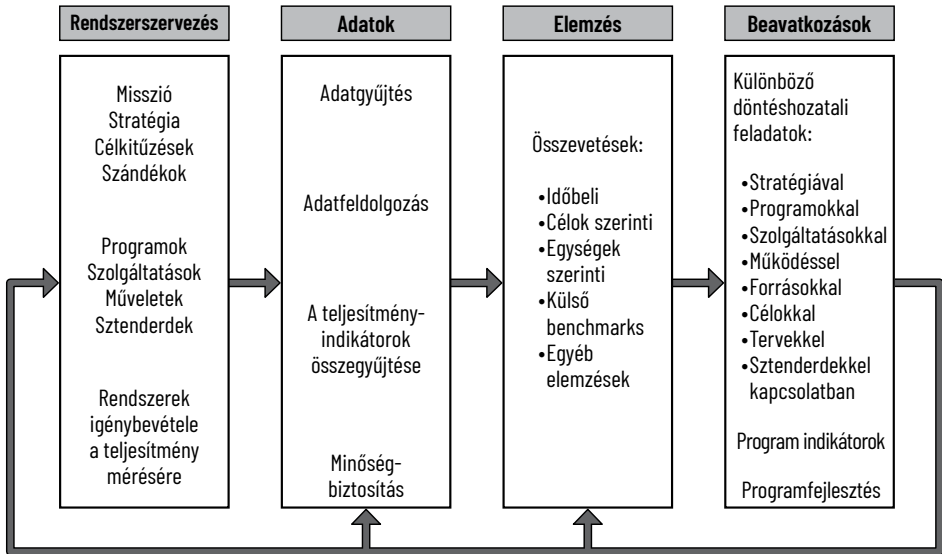 Rendszerszervezés
Misszió
Stratégia
Célkitűzések
Szándékok
Programok
Szolgáltatások
Műveletek
Sztenderdek
Rendszerek
igénybevétele
a teljesítmény
mérésére
Adatok
Adatgyűjtés
Adatfeldolgozás
A teljesítmény-
indikátorok
összegyűjtése
Minőség-
biztosítás
Elemzés
Összevetések:
•Időbeli
•Célok szerinti
•Egységek
szerinti
•Külső
benchmarks
•Egyéb
elemzések
Beavatkozások
Különböző
döntéshozatali
feladatok:
•Stratégiával
•Programokkal
•Szolgáltatásokkal
•Működéssel
•Forrásokkal
•Célokkal
•Tervekkel
•Sztenderdekkel
kapcsolatban
Program indikátorok
Programfejlesztés